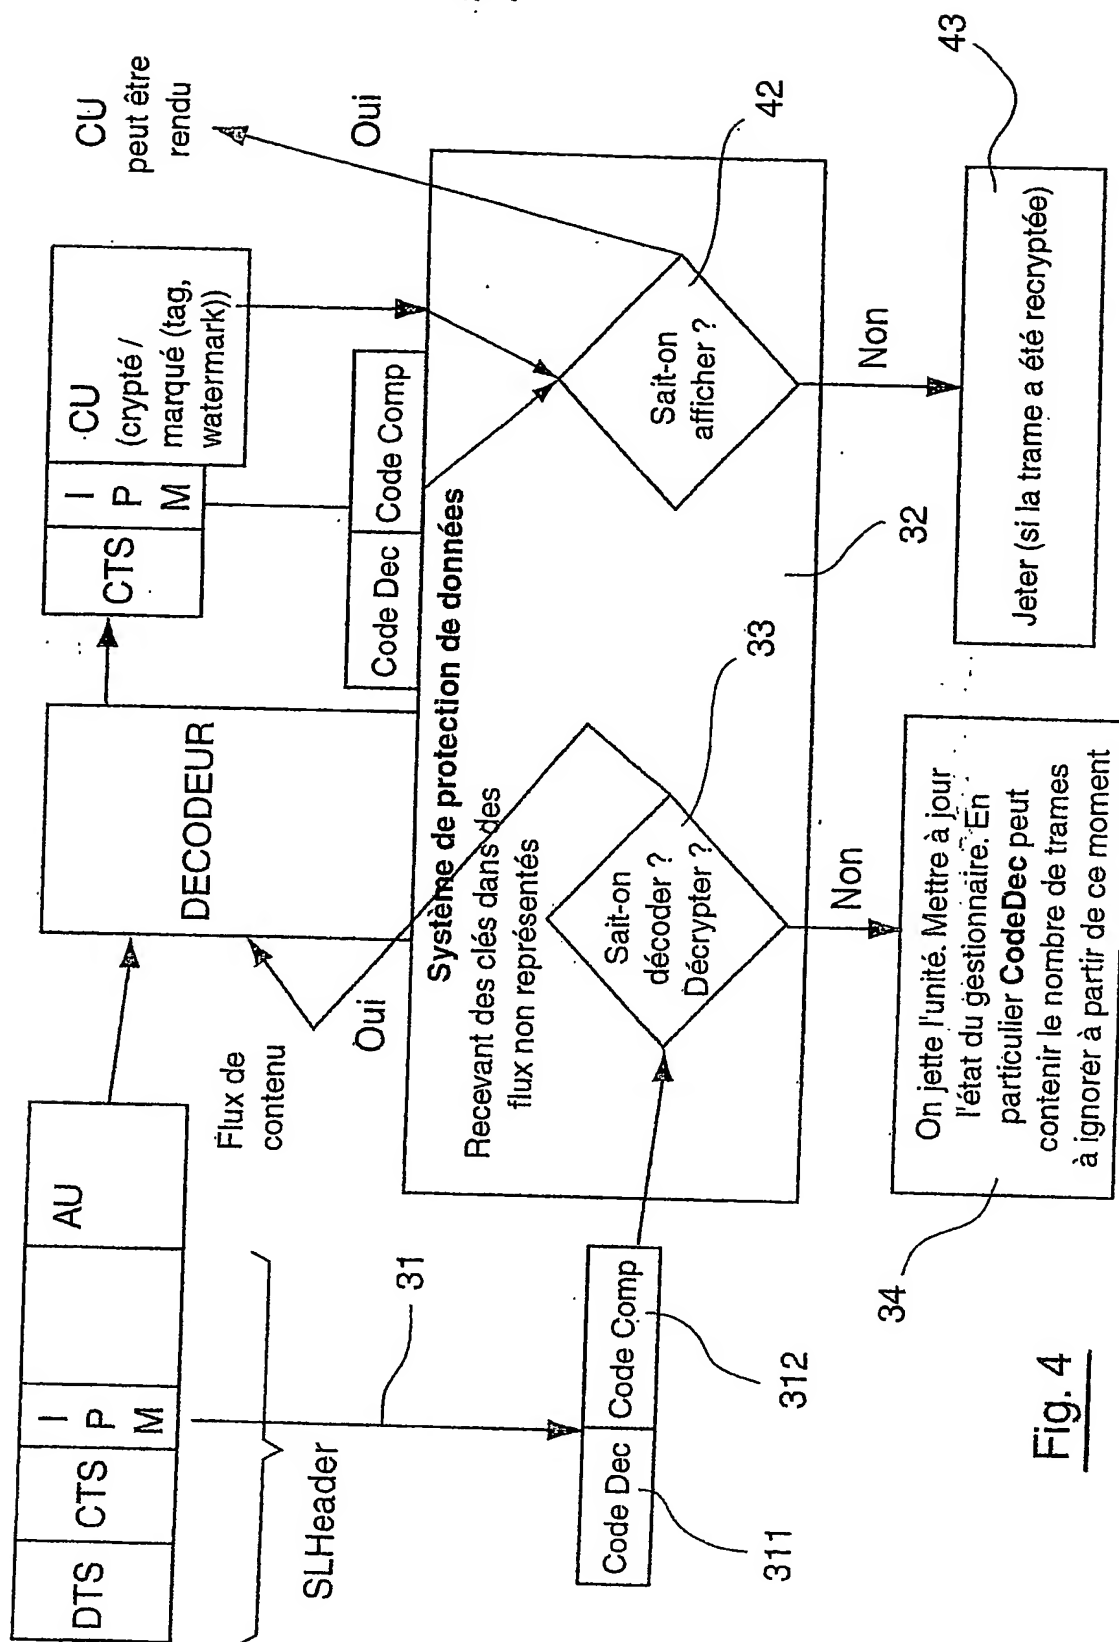 DTS CTS I P M AU
SLHeader
31
Code Dec Code Comp
311
312
Flux de
contenu
Oui
DECODEUR
CTS I P M CU
(crypté /
marqué (tag,
watermark))
Code Dec Code Comp
CU
peut être
rendu
Oui
Système de protection de données
Recevant des clés dans des
flux non représentés
Sait-on
décoder ?
Décrypter ?
33
Sait-on
afficher ?
42
32
Non
Non
On jette l'unité. Mettre à jour
l'état du gestionnaire. En
particulier CodeDec peut
contenir le nombre de trames
à ignorer à partir de ce moment
34
Jeter (si la trame a été recryptée)
43
Fig. 4